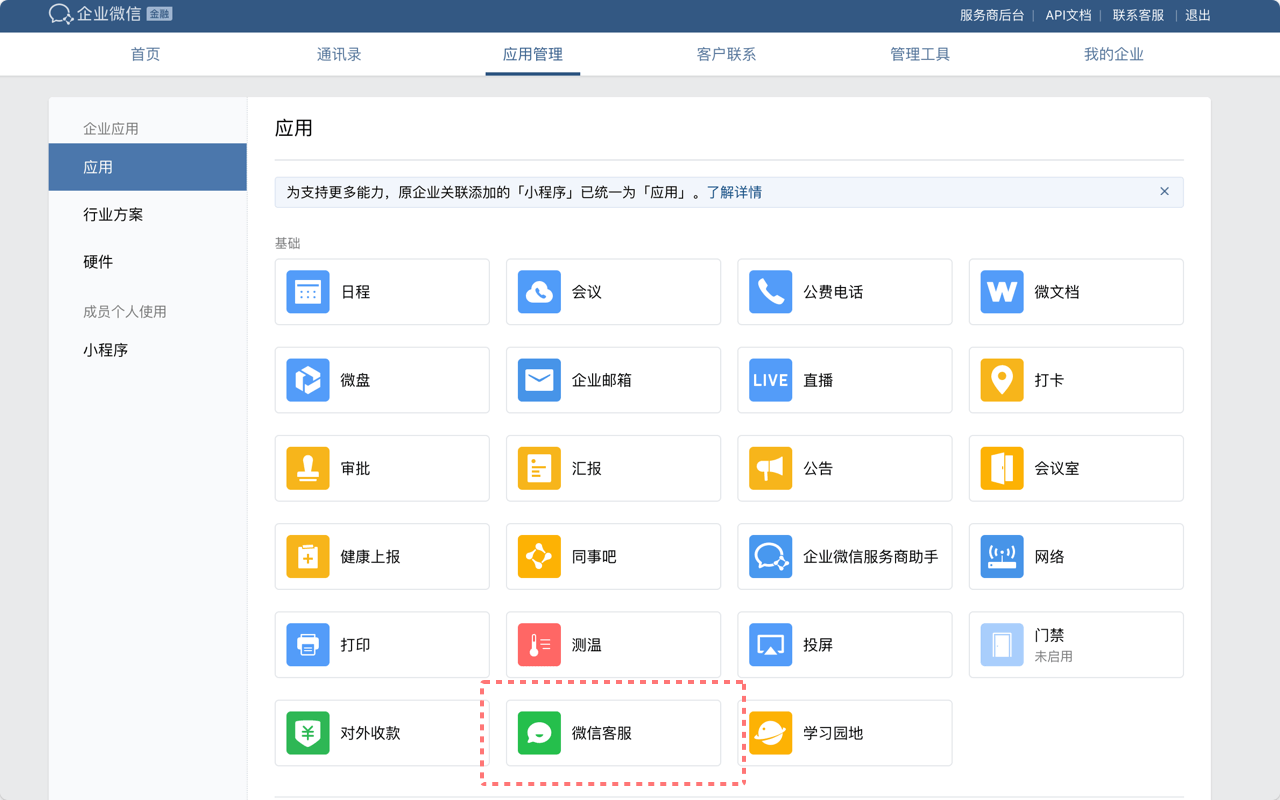 企业微信 金融
服务商后台 | API文档 | 联系客服 | 退出
首页 通讯录 应用管理 客户联系 管理工具 我的企业
企业应用
应用
行业方案
硬件
成员个人使用
小程序
应用
为支持更多能力，原企业关联添加的「小程序」已统一为「应用」。了解详情
基础
日程 会议 公费电话 微文档
微盘 企业邮箱 LIVE 直播 打卡
审批 汇报 公告 会议室
健康上报 同事吧 企业微信服务商助手 网络
打印 测温 投屏 门禁
未启用
对外收款 微信客服 学习园地